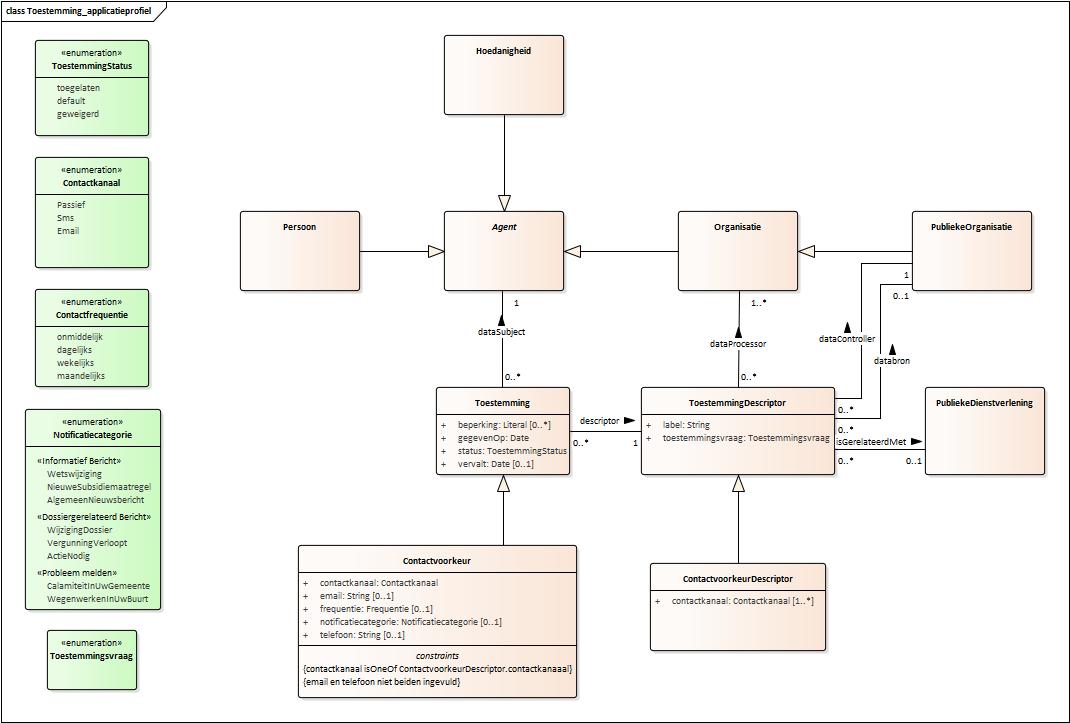 class Toestemming_applicatieprofiel
«enumeration»
ToestemmingStatus
toegelaten
default
geweigerd
«enumeration»
Contactkanaal
Passief
Sms
Email
«enumeration»
Contactfrequentie
onmiddelijk
dagelijks
wekelijks
maandelijks
«enumeration»
Notificatiecategorie
«Informatief Bericht»
Wetswijziging
NieuweSubsidiemaatregel
AlgemeenNieuwsbericht
«Dossiergerelateerd Bericht»
WijzigingDossier
VergunningVerloopt
ActieNodig
«Probleem melden»
CalamiteitInUwGemeente
WegenwerkenInUwBuurt
«enumeration»
Toestemmingsvraag
Hoedanigheid
Persoon
Agent
Organisatie
PubliekeOrganisatie
1
dataSubject
0..*
1..*
dataProcessor
0..*
1
dataController
0..*
0..1
databron
0..*
Toestemming
+ beperking: Literal [0..*]
+ gegevenOp: Date
+ status: ToestemmingStatus
+ vervalt: Date [0..1]
descriptor
0..*
1
ToestemmingDescriptor
+ label: String
+ toestemmingsvraag: Toestemmingsvraag
isGerelateerdMet
0..*
0..1
PubliekeDienstverlening
Contactvoorkeur
+ contactkanaal: Contactkanaal
+ email: String [0..1]
+ frequentie: Frequentie [0..1]
+ notificatiecategorie: Notificatiecategorie [0..1]
+ telefoon: String [0..1]
constraints
{contactkanaal isOneOf ContactvoorkeurDescriptor.contactkanaaal}
{email en telefoon niet beiden ingevuld}
ContactvoorkeurDescriptor
+ contactkanaal: Contactkanaal [1..*]